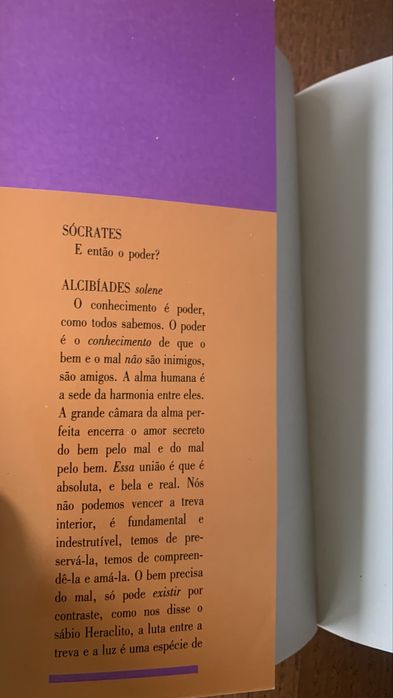 SÓCRATES
E então o poder?
ALCIBÍADES solene
O conhecimento é poder,
como todos sabemos. O poder
é o conhecimento de que o
bem e o mal não são inimigos,
são amigos. A alma humana é
a sede da harmonia entre eles.
A grande câmara da alma per-
feita encerra o amor secreto
do bem pelo mal e do mal
pelo bem. Essa união é que é
absoluta, e bela e real. Nós
não podemos vencer a treva
interior, é fundamental e
indestrutível, temos de pre-
servá-la, temos de compreen-
dê-la e amá-la. O bem precisa
do mal, só pode existir por
contraste, como nos disse o
sábio Heraclito, a luta entre a
treva e a luz é uma espécie de